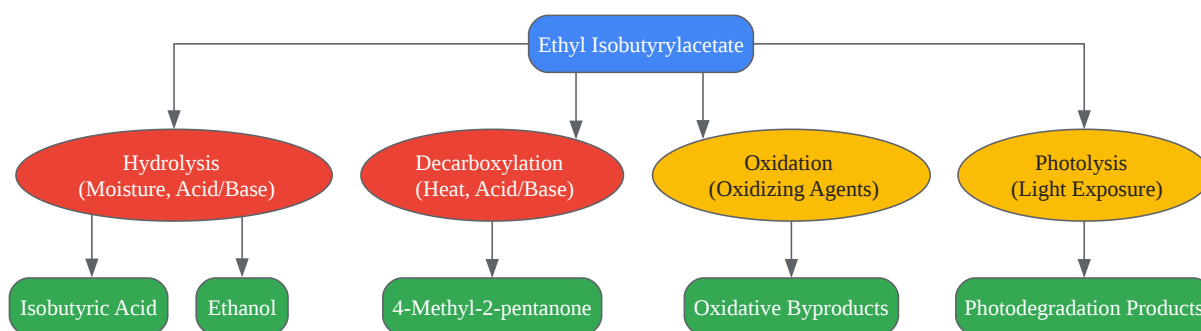 Ethyl Isobutyrylacetate
Hydrolysis
(Moisture, Acid/Base)
Decarboxylation
(Heat, Acid/Base)
Oxidation
(Oxidizing Agents)
Photolysis
(Light Exposure)
Isobutyric Acid
Ethanol
4-Methyl-2-pentanone
Oxidative Byproducts
Photodegradation Products